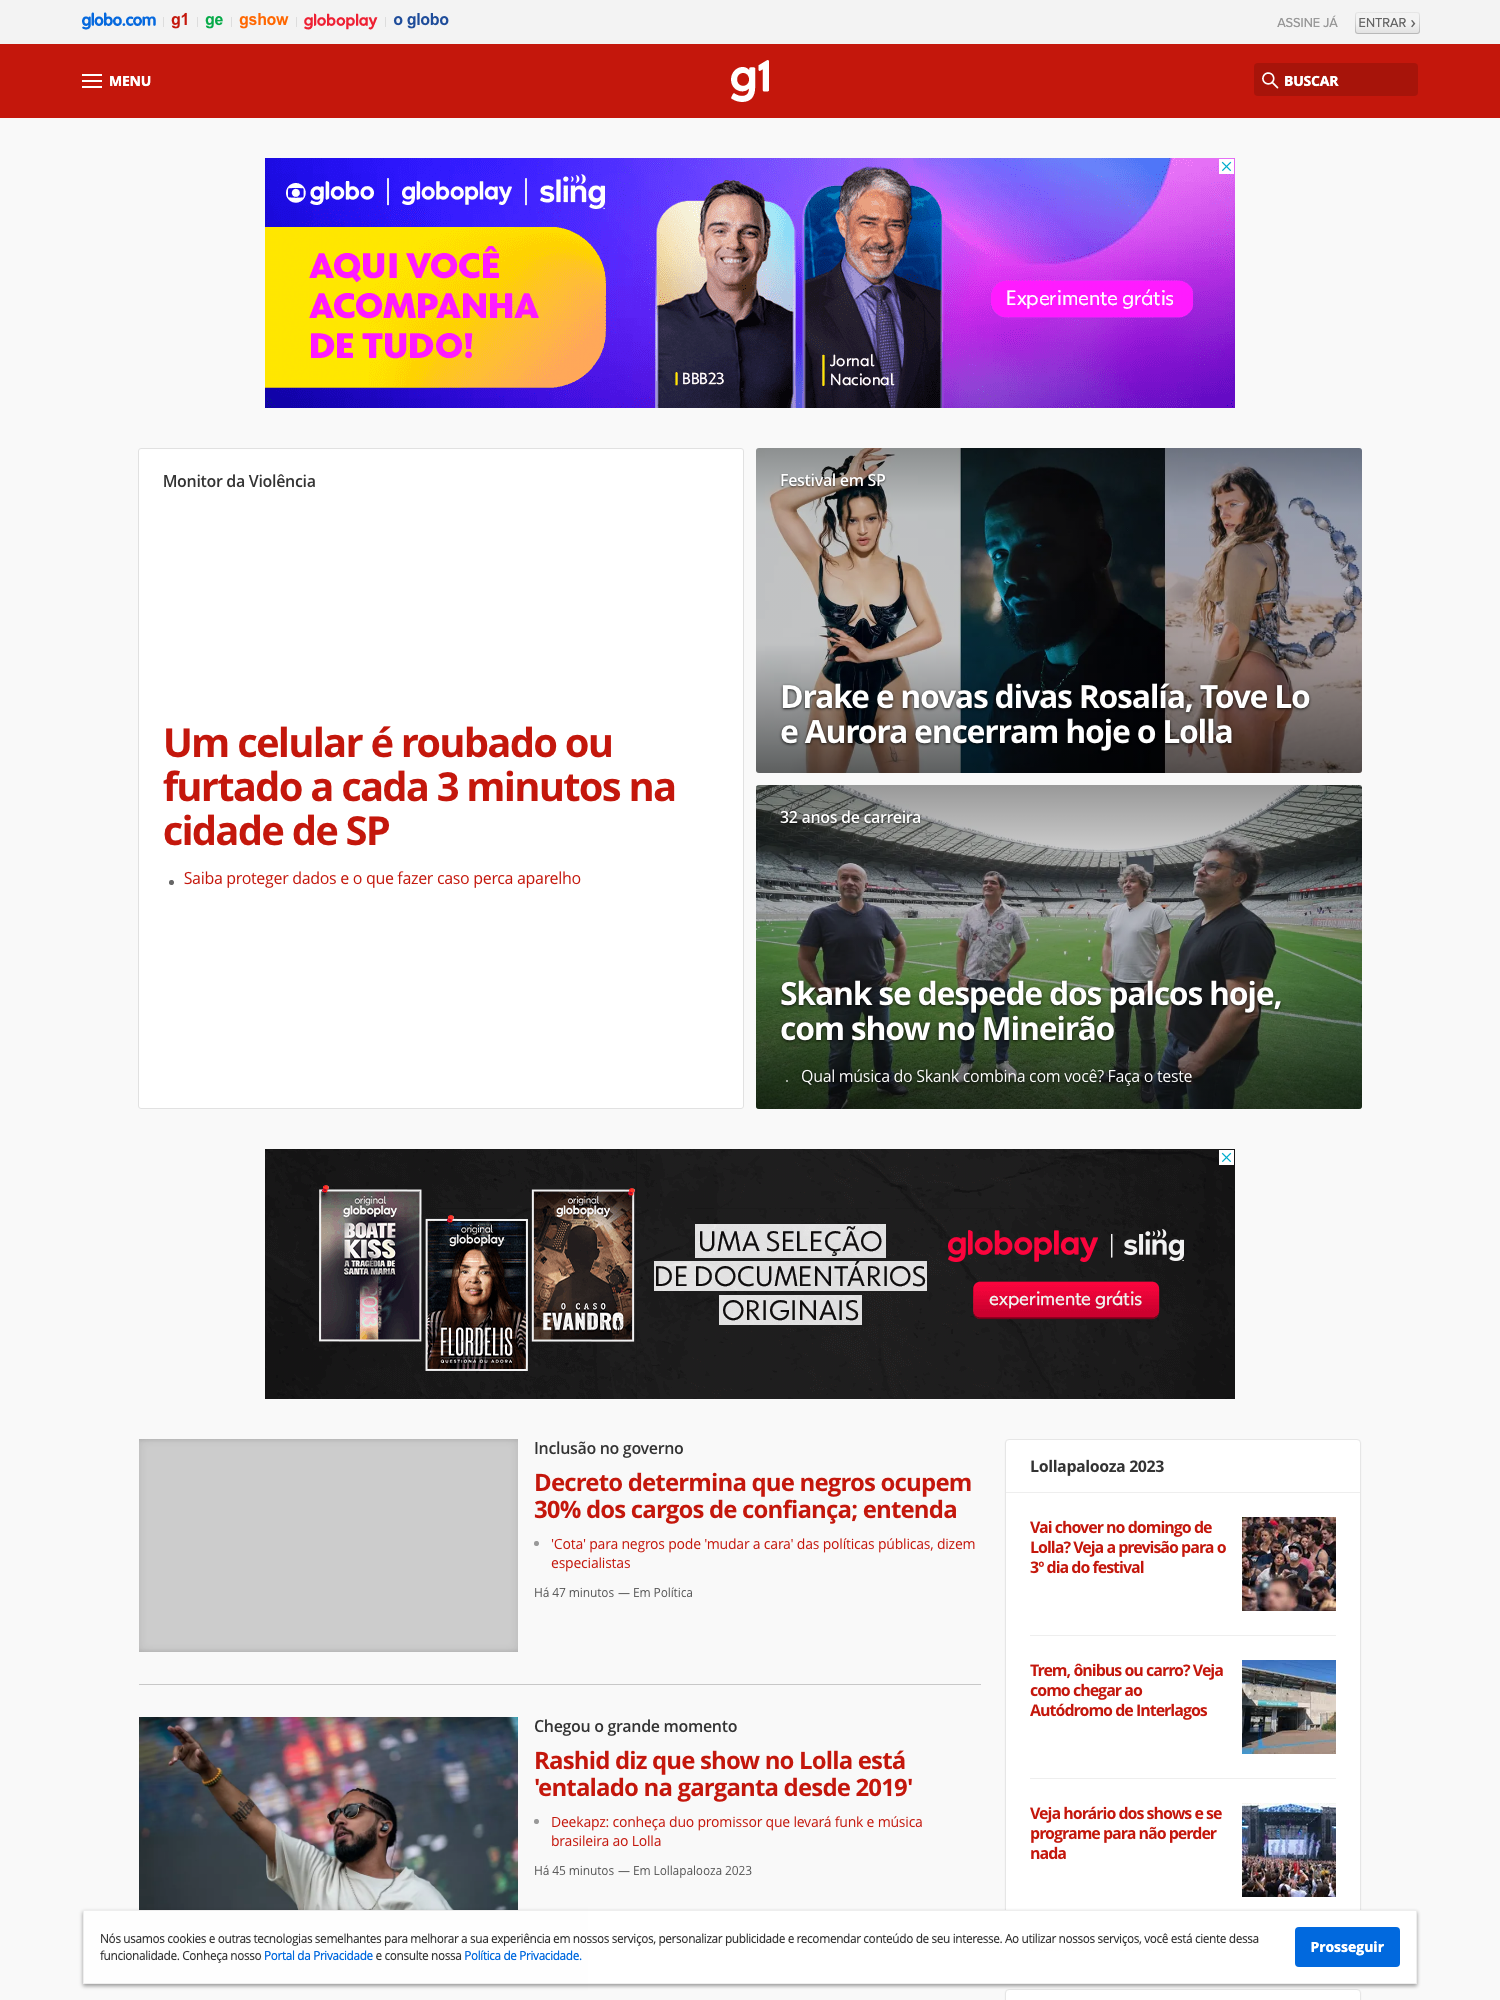 globo.com
g1
ge
gshow
globoplay
o globo
ASSINE JÁ
ENTRAR ›
MENU
g1
BUSCAR
globo | globoplay | sling
AQUI VOCÊ
ACOMPANHA
DE TUDO!
BBB23
Jornal
Nacional
Experimente grátis
Monitor da Violência
Um celular é roubado ou
furtado a cada 3 minutos na
cidade de SP
Saiba proteger dados e o que fazer caso perca aparelho
Festival em SP
Drake e novas divas Rosalía, Tove Lo
e Aurora encerram hoje o Lolla
32 anos de carreira
Skank se despede dos palcos hoje,
com show no Mineirão
Qual música do Skank combina com você? Faça o teste
original
globoplay
BOATE
KISS
A TRAGÉDIA DE
SANTA MARIA
original
globoplay
FLORDELIS
QUESTIONA OU ADORA
original
globoplay
O CASO
EVANDRO
UMA SELEÇÃO
DE DOCUMENTÁRIOS
ORIGINAIS
globoplay | sling
experimente grátis
Inclusão no governo
Decreto determina que negros ocupem
30% dos cargos de confiança; entenda
'Cota' para negros pode 'mudar a cara' das políticas públicas, dizem
especialistas
Há 47 minutos — Em Política
Chegou o grande momento
Rashid diz que show no Lolla está
'entalado na garganta desde 2019'
Deekapz: conheça duo promissor que levará funk e música
brasileira ao Lolla
Há 45 minutos — Em Lollapalooza 2023
Lollapalooza 2023
Vai chover no domingo de
Lolla? Veja a previsão para o
3º dia do festival
Trem, ônibus ou carro? Veja
como chegar ao
Autódromo de Interlagos
Veja horário dos shows e se
programe para não perder
nada
Nós usamos cookies e outras tecnologias semelhantes para melhorar a sua experiência em nossos serviços, personalizar publicidade e recomendar conteúdo de seu interesse. Ao utilizar nossos serviços, você está ciente dessa
funcionalidade. Conheça nosso Portal da Privacidade e consulte nossa Política de Privacidade.
Prosseguir